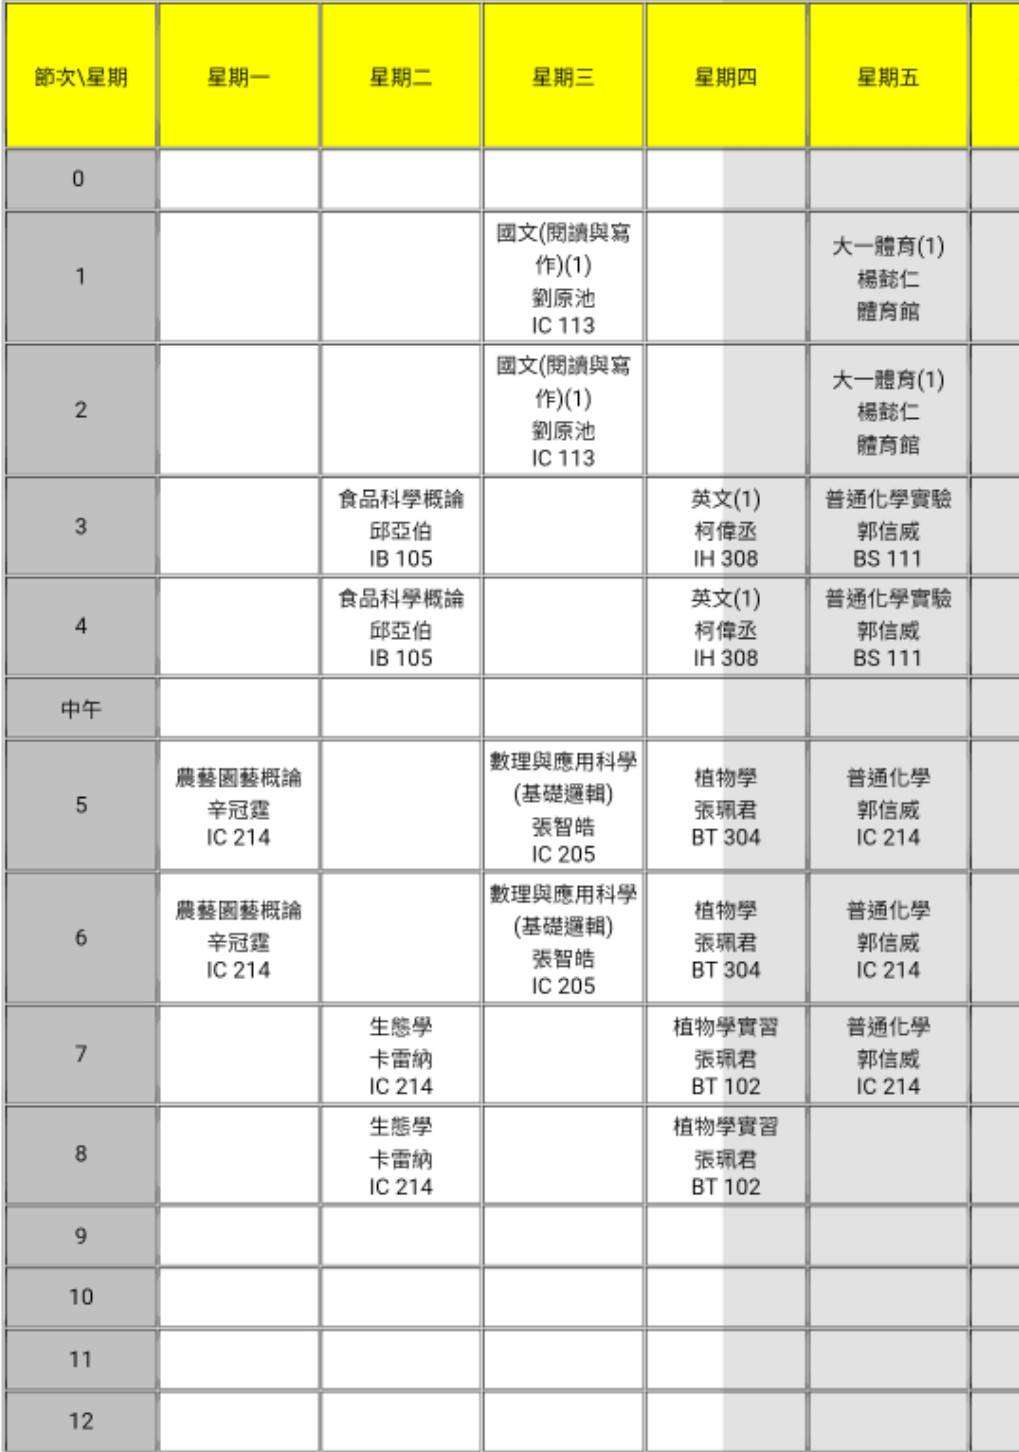 節次\星期 星期一 星期二 星期三 星期四 星期五
0
1
國文(閱讀與寫
作)(1)
劉原池
IC 113
大一體育(1)
楊懿仁
體育館
2
國文(閱讀與寫
作)(1)
劉原池
IC 113
大一體育(1)
楊懿仁
體育館
3
食品科學概論
邱亞伯
IB 105
英文(1)
柯偉丞
IH 308
普通化學實驗
郭信威
BS 111
4
食品科學概論
邱亞伯
IB 105
英文(1)
柯偉丞
IH 308
普通化學實驗
郭信威
BS 111
中午
5
農藝園藝概論
辛冠霆
IC 214
數理與應用科學
(基礎邏輯)
張智皓
IC 205
植物學
張珮君
BT 304
普通化學
郭信威
IC 214
6
農藝園藝概論
辛冠霆
IC 214
數理與應用科學
(基礎邏輯)
張智皓
IC 205
植物學
張珮君
BT 304
普通化學
郭信威
IC 214
7
生態學
卡雷納
IC 214
植物學實習
張珮君
BT 102
普通化學
郭信威
IC 214
8
生態學
卡雷納
IC 214
植物學實習
張珮君
BT 102
9
10
11
12